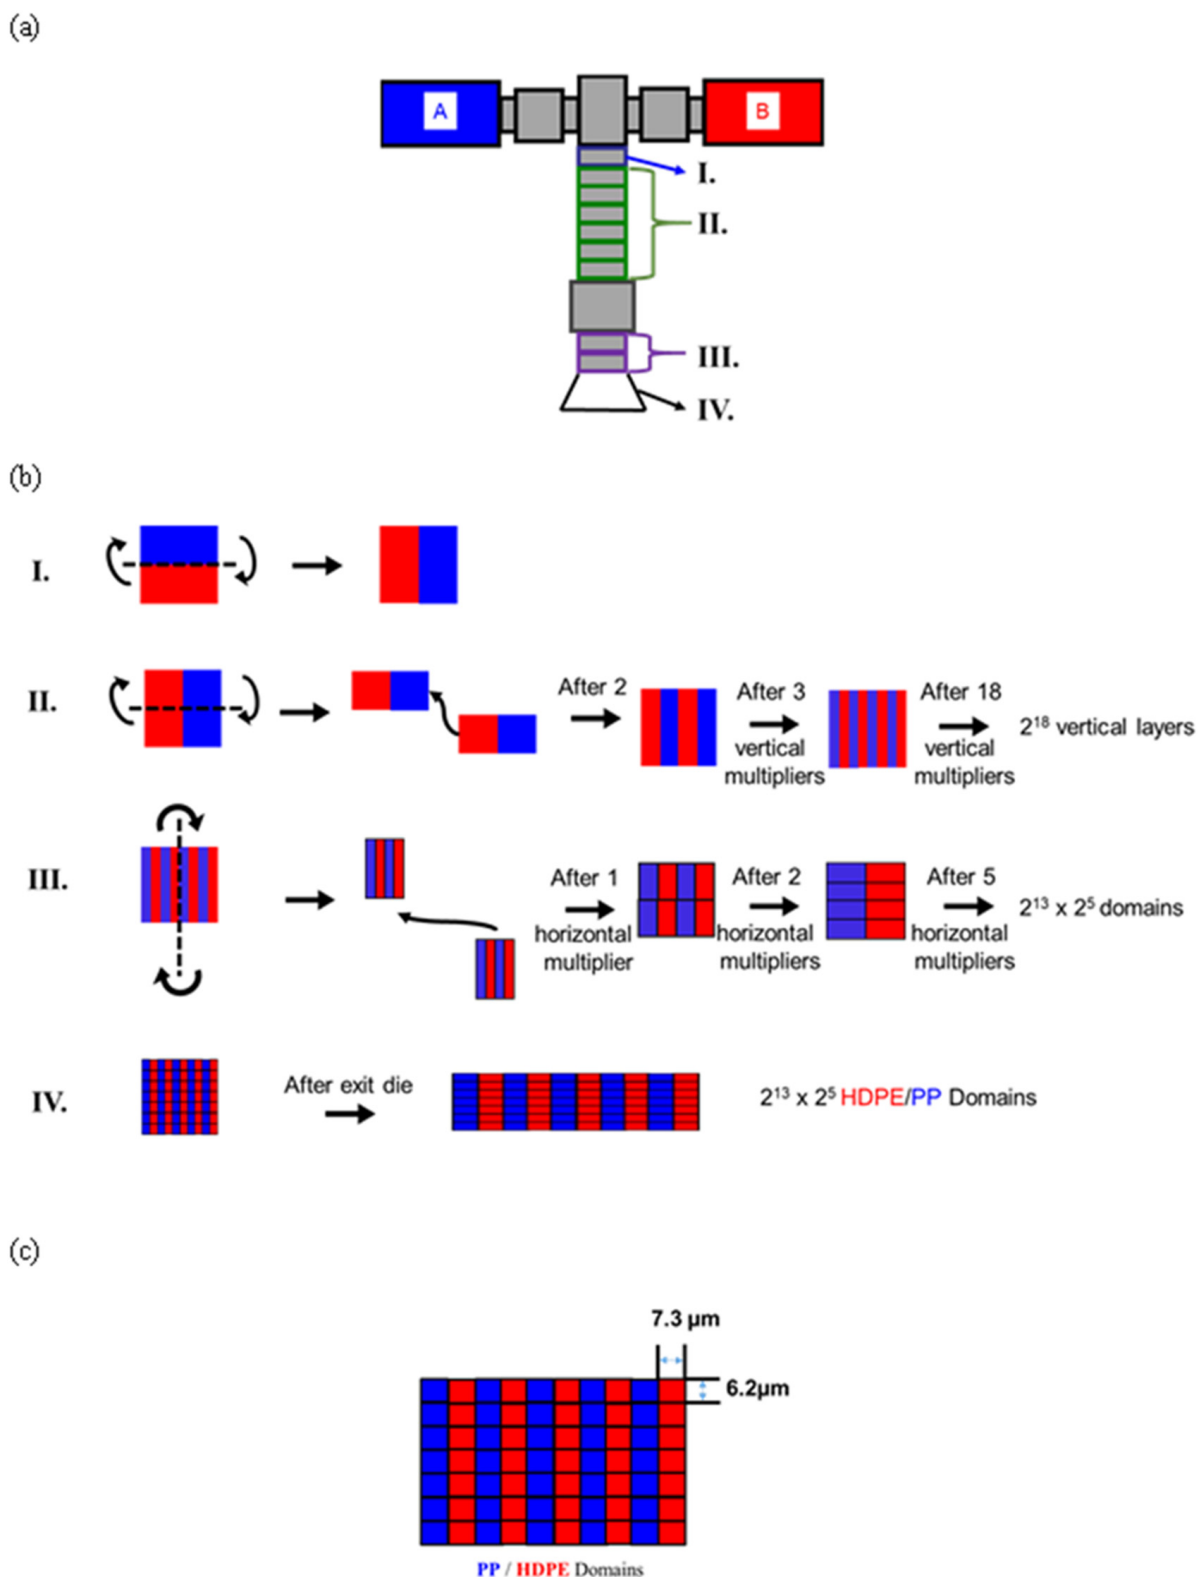 (a)
A
B
I.
II.
III.
IV.
(b)
I.
II.
After 2
After 3
vertical
multipliers
After 18
vertical
multipliers
2¹⁸ vertical layers
III.
After 1
horizontal
multiplier
After 2
horizontal
multipliers
After 5
horizontal
multipliers
2¹³ x 2⁵ domains
IV.
After exit die
2¹³ x 2⁵ HDPE/PP Domains
(c)
7.3 µm
6.2µm
PP / HDPE Domains